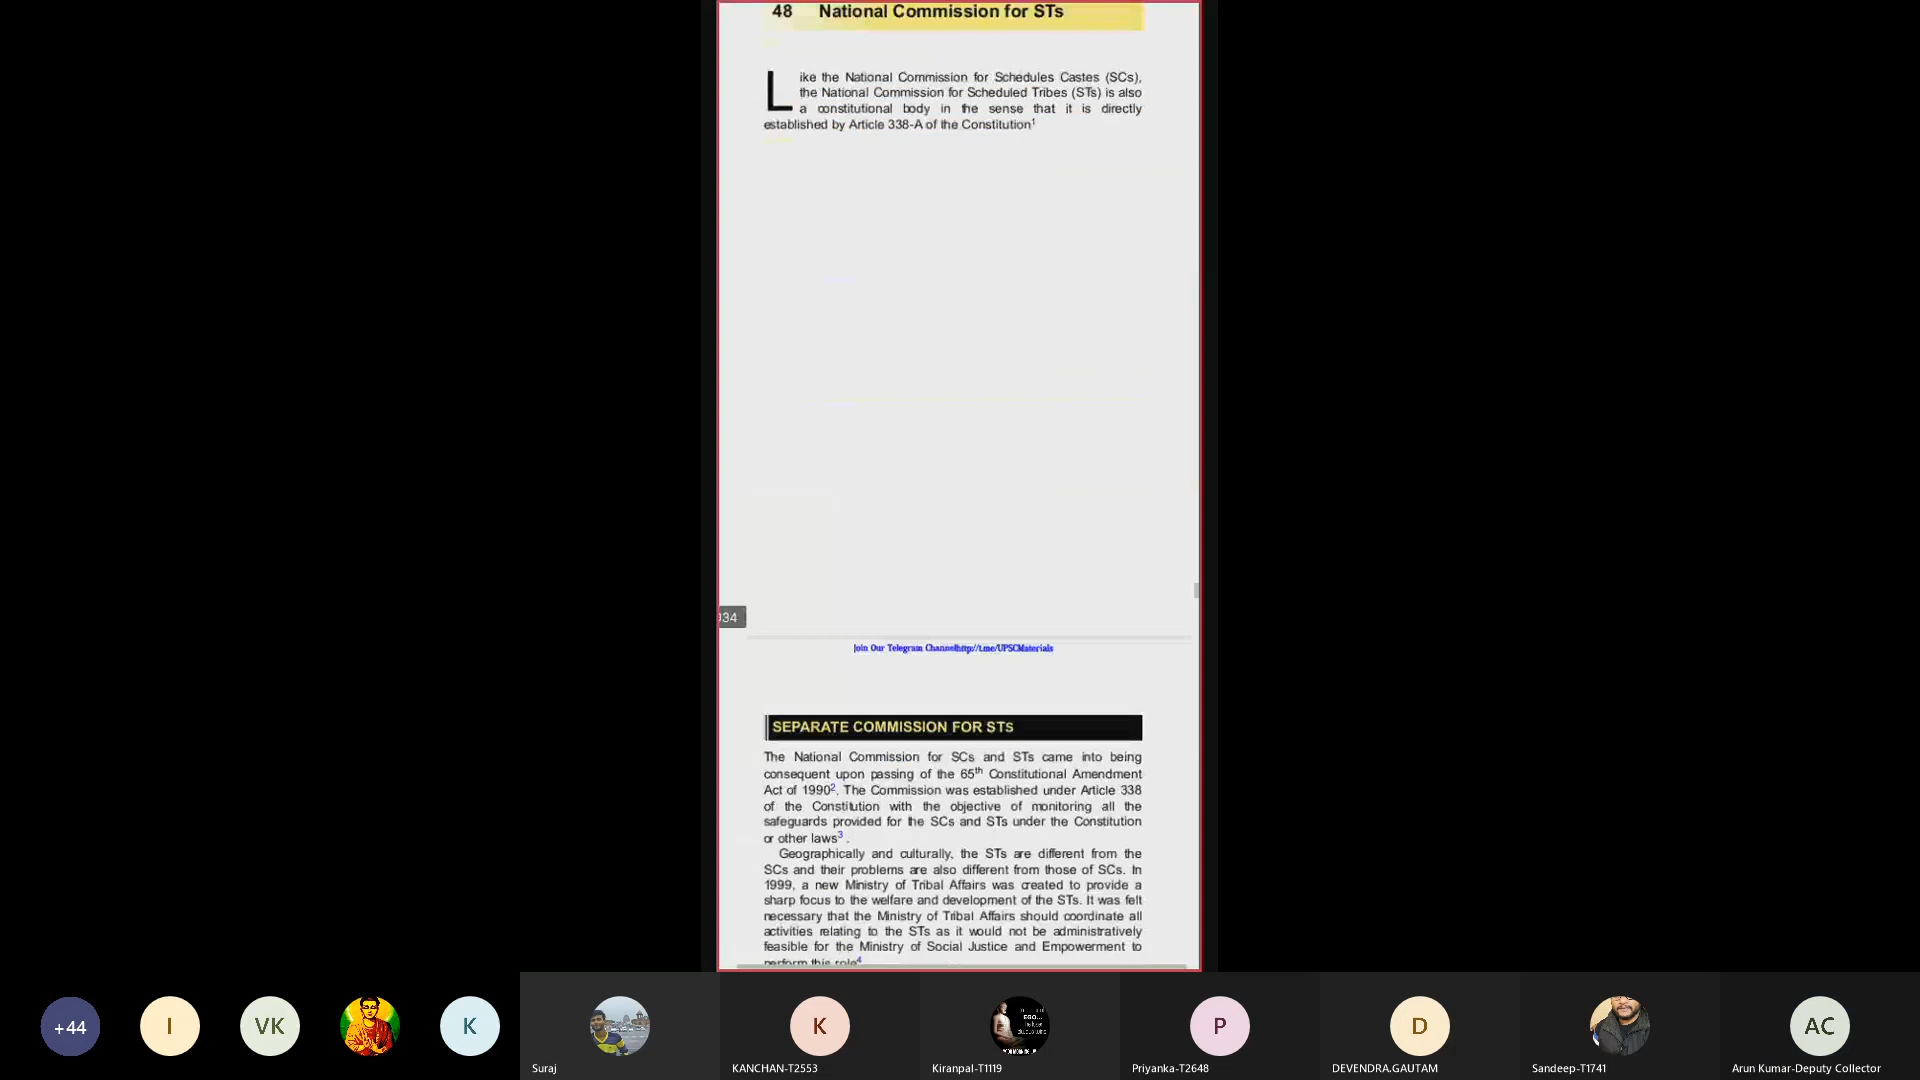 48 National Commission for STs
Like the National Commission for Schedules Castes (SCs),
the National Commission for Scheduled Tribes (STs) is also
a constitutional body in the sense that it is directly
established by Article 338-A of the Constitution1
34
Join Our Telegram Channelhttp://t.me/UPSCMaterials
SEPARATE COMMISSION FOR STs
The National Commission for SCs and STs came into being
consequent upon passing of the 65th Constitutional Amendment
Act of 19902. The Commission was established under Article 338
of the Constitution with the objective of monitoring all the
safeguards provided for the SCs and STs under the Constitution
or other laws3 .
Geographically and culturally, the STs are different from the
SCs and their problems are also different from those of SCs. In
1999, a new Ministry of Tribal Affairs was created to provide a
sharp focus to the welfare and development of the STs. It was felt
necessary that the Ministry of Tribal Affairs should coordinate all
activities relating to the STs as it would not be administratively
feasible for the Ministry of Social Justice and Empowerment to
perform this role4
+44 I VK K K P D AC
EGO...
Suraj KANCHAN-T2553 Kiranpal-T1119 Priyanka-T2648 DEVENDRA.GAUTAM Sandeep-T1741 Arun Kumar-Deputy Collector